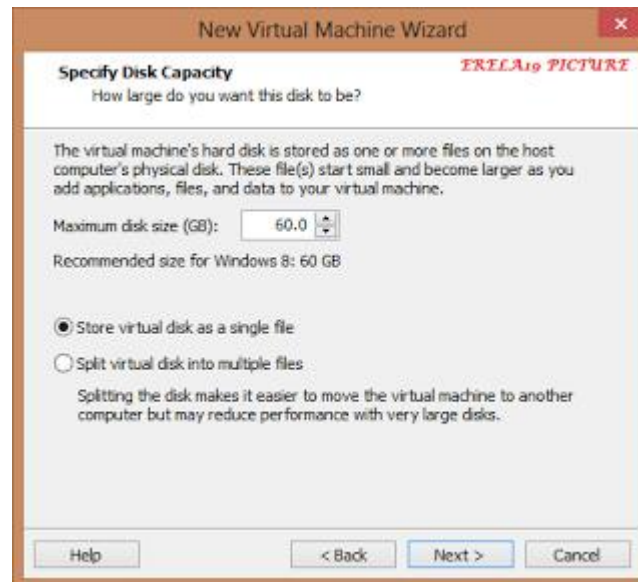 New Virtual Machine Wizard
Specify Disk Capacity
ERELA19 PICTURE
How large do you want this disk to be?
The virtual machine's hard disk is stored as one or more files on the host
computer's physical disk. These file(s) start small and become larger as you
add applications, files, and data to your virtual machine.
Maximum disk size (GB): 60.0
Recommended size for Windows 8: 60 GB
Store virtual disk as a single file
Split virtual disk into multiple files
Splitting the disk makes it easier to move the virtual machine to another
computer but may reduce performance with very large disks.
Help < Back Next > Cancel